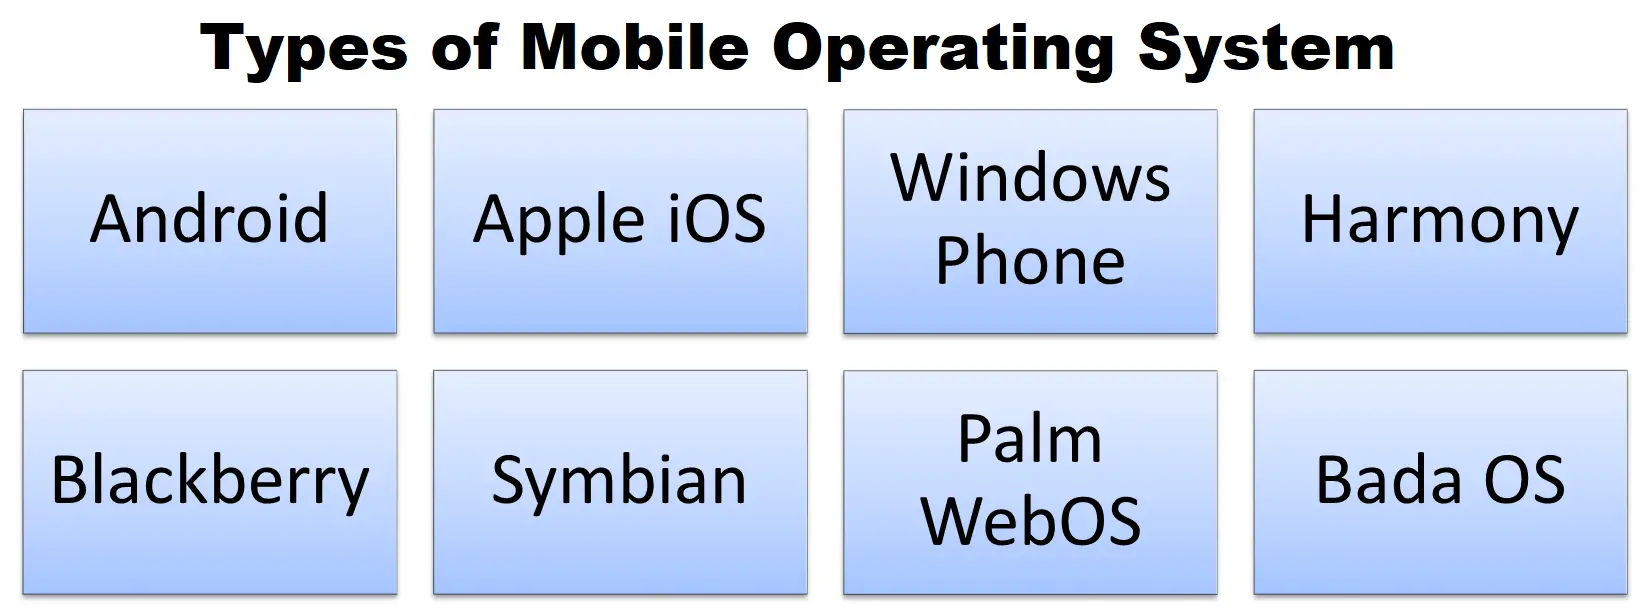 Types of Mobile Operating System
Android
Apple iOS
Windows
Phone
Harmony
Blackberry
Symbian
Palm
WebOS
Bada OS